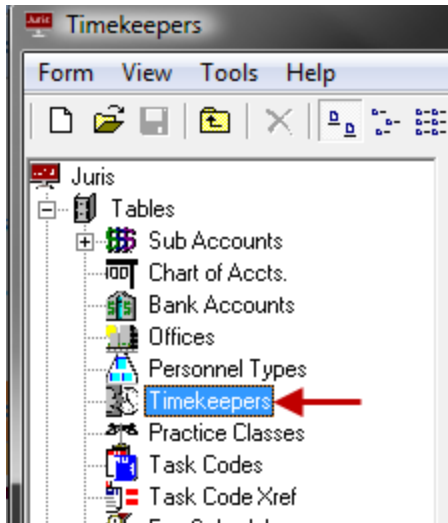 Timekeepers
Form View Tools Help
Juris
Tables
Sub Accounts
Chart of Accts.
Bank Accounts
Offices
Personnel Types
Timekeepers
Practice Classes
Task Codes
Task Code Xref